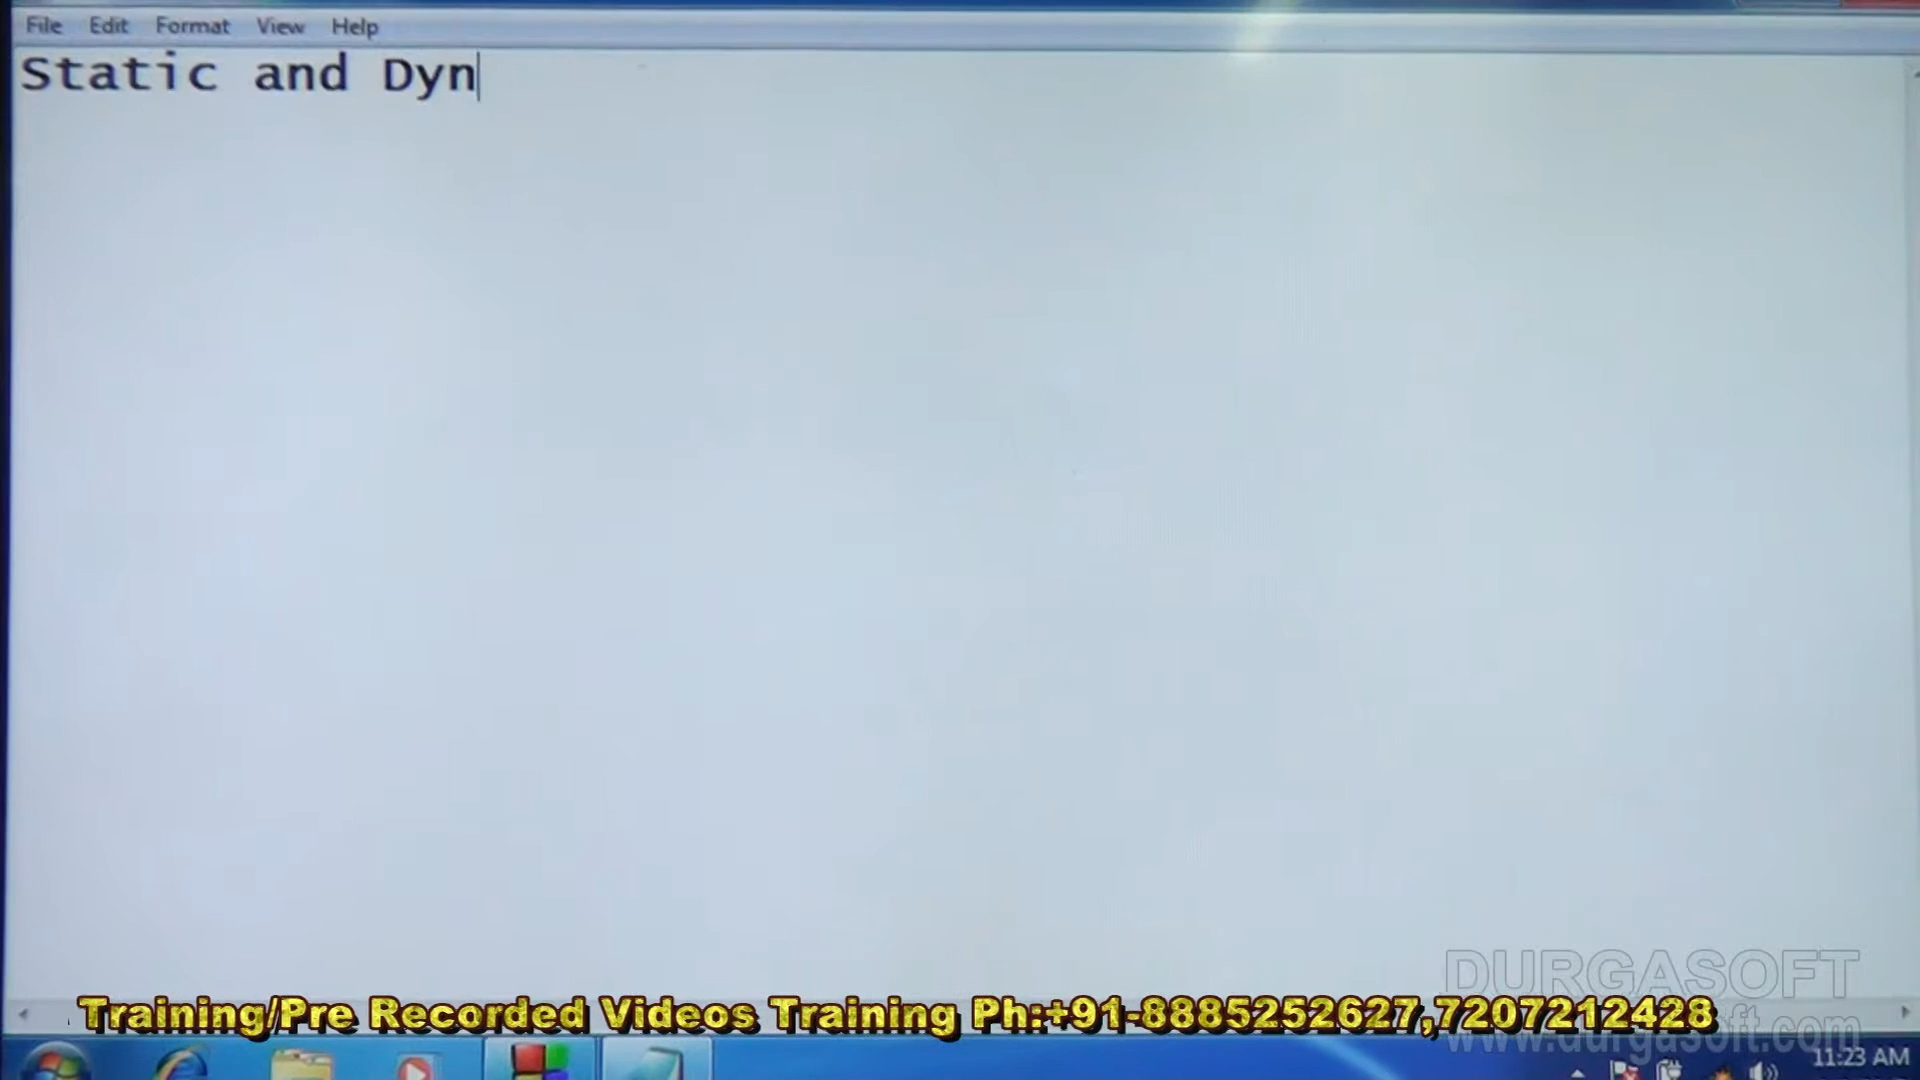 File Edit Format View Help
Static and Dyn
DURGASOFT
Training/Pre Recorded Videos Training Ph:+91-8885252627,7207212428
www.durgasoft.com
11:23 AM